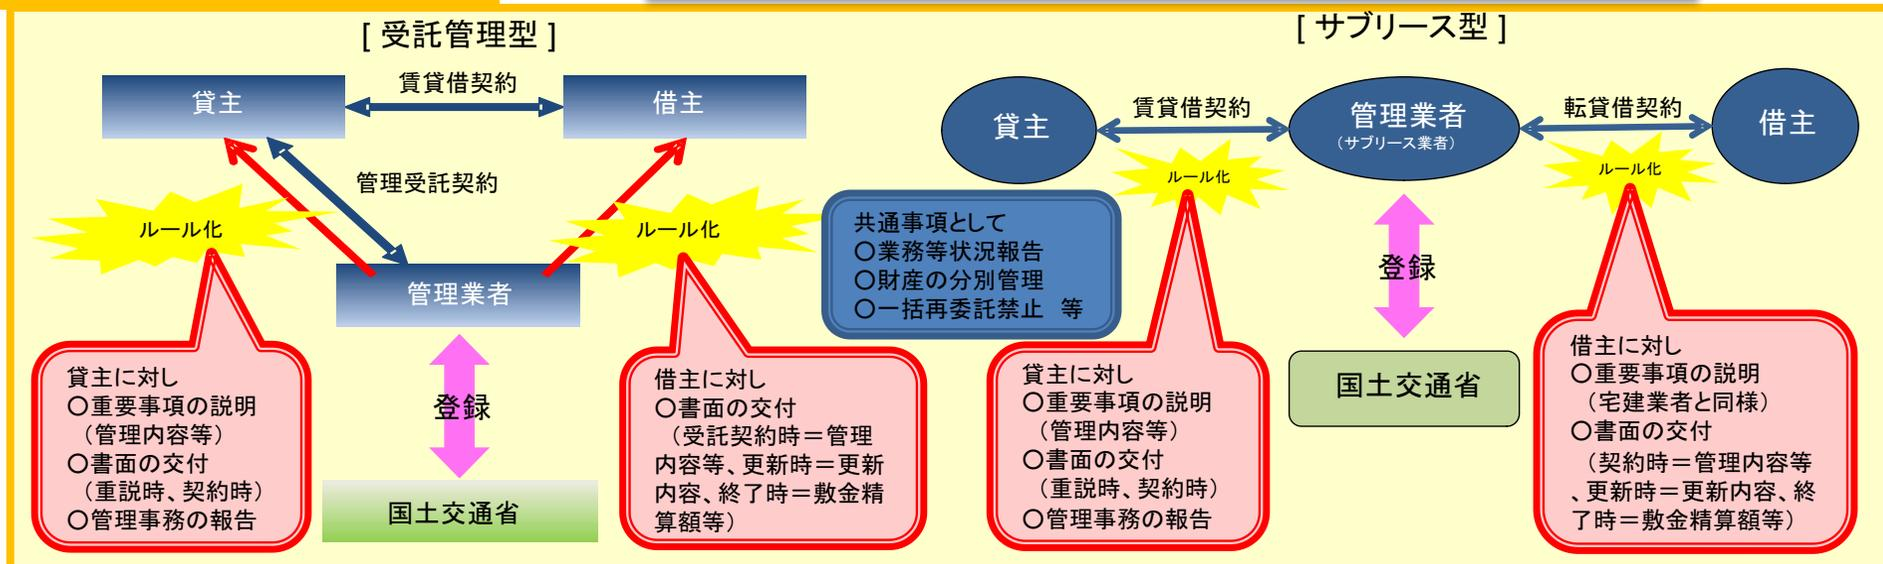 [ 受託管理型 ]
貸主
賃貸借契約
借主
管理受託契約
ルール化
ルール化
管理業者
登録
国土交通省
貸主に対し
○重要事項の説明
（管理内容等）
○書面の交付
（重説時、契約時）
○管理事務の報告
借主に対し
○書面の交付
（受託契約時＝管理
内容等、更新時＝更新
内容、終了時＝敷金精
算額等）
共通事項として
○業務等状況報告
○財産の分別管理
○一括再委託禁止　等
[ サブリース型 ]
貸主
賃貸借契約
管理業者
（サブリース業者）
転貸借契約
借主
ルール化
ルール化
登録
国土交通省
貸主に対し
○重要事項の説明
（管理内容等）
○書面の交付
（重説時、契約時）
○管理事務の報告
借主に対し
○重要事項の説明
（宅建業者と同様）
○書面の交付
（契約時＝管理内容等
、更新時＝更新内容、終
了時＝敷金精算額等）